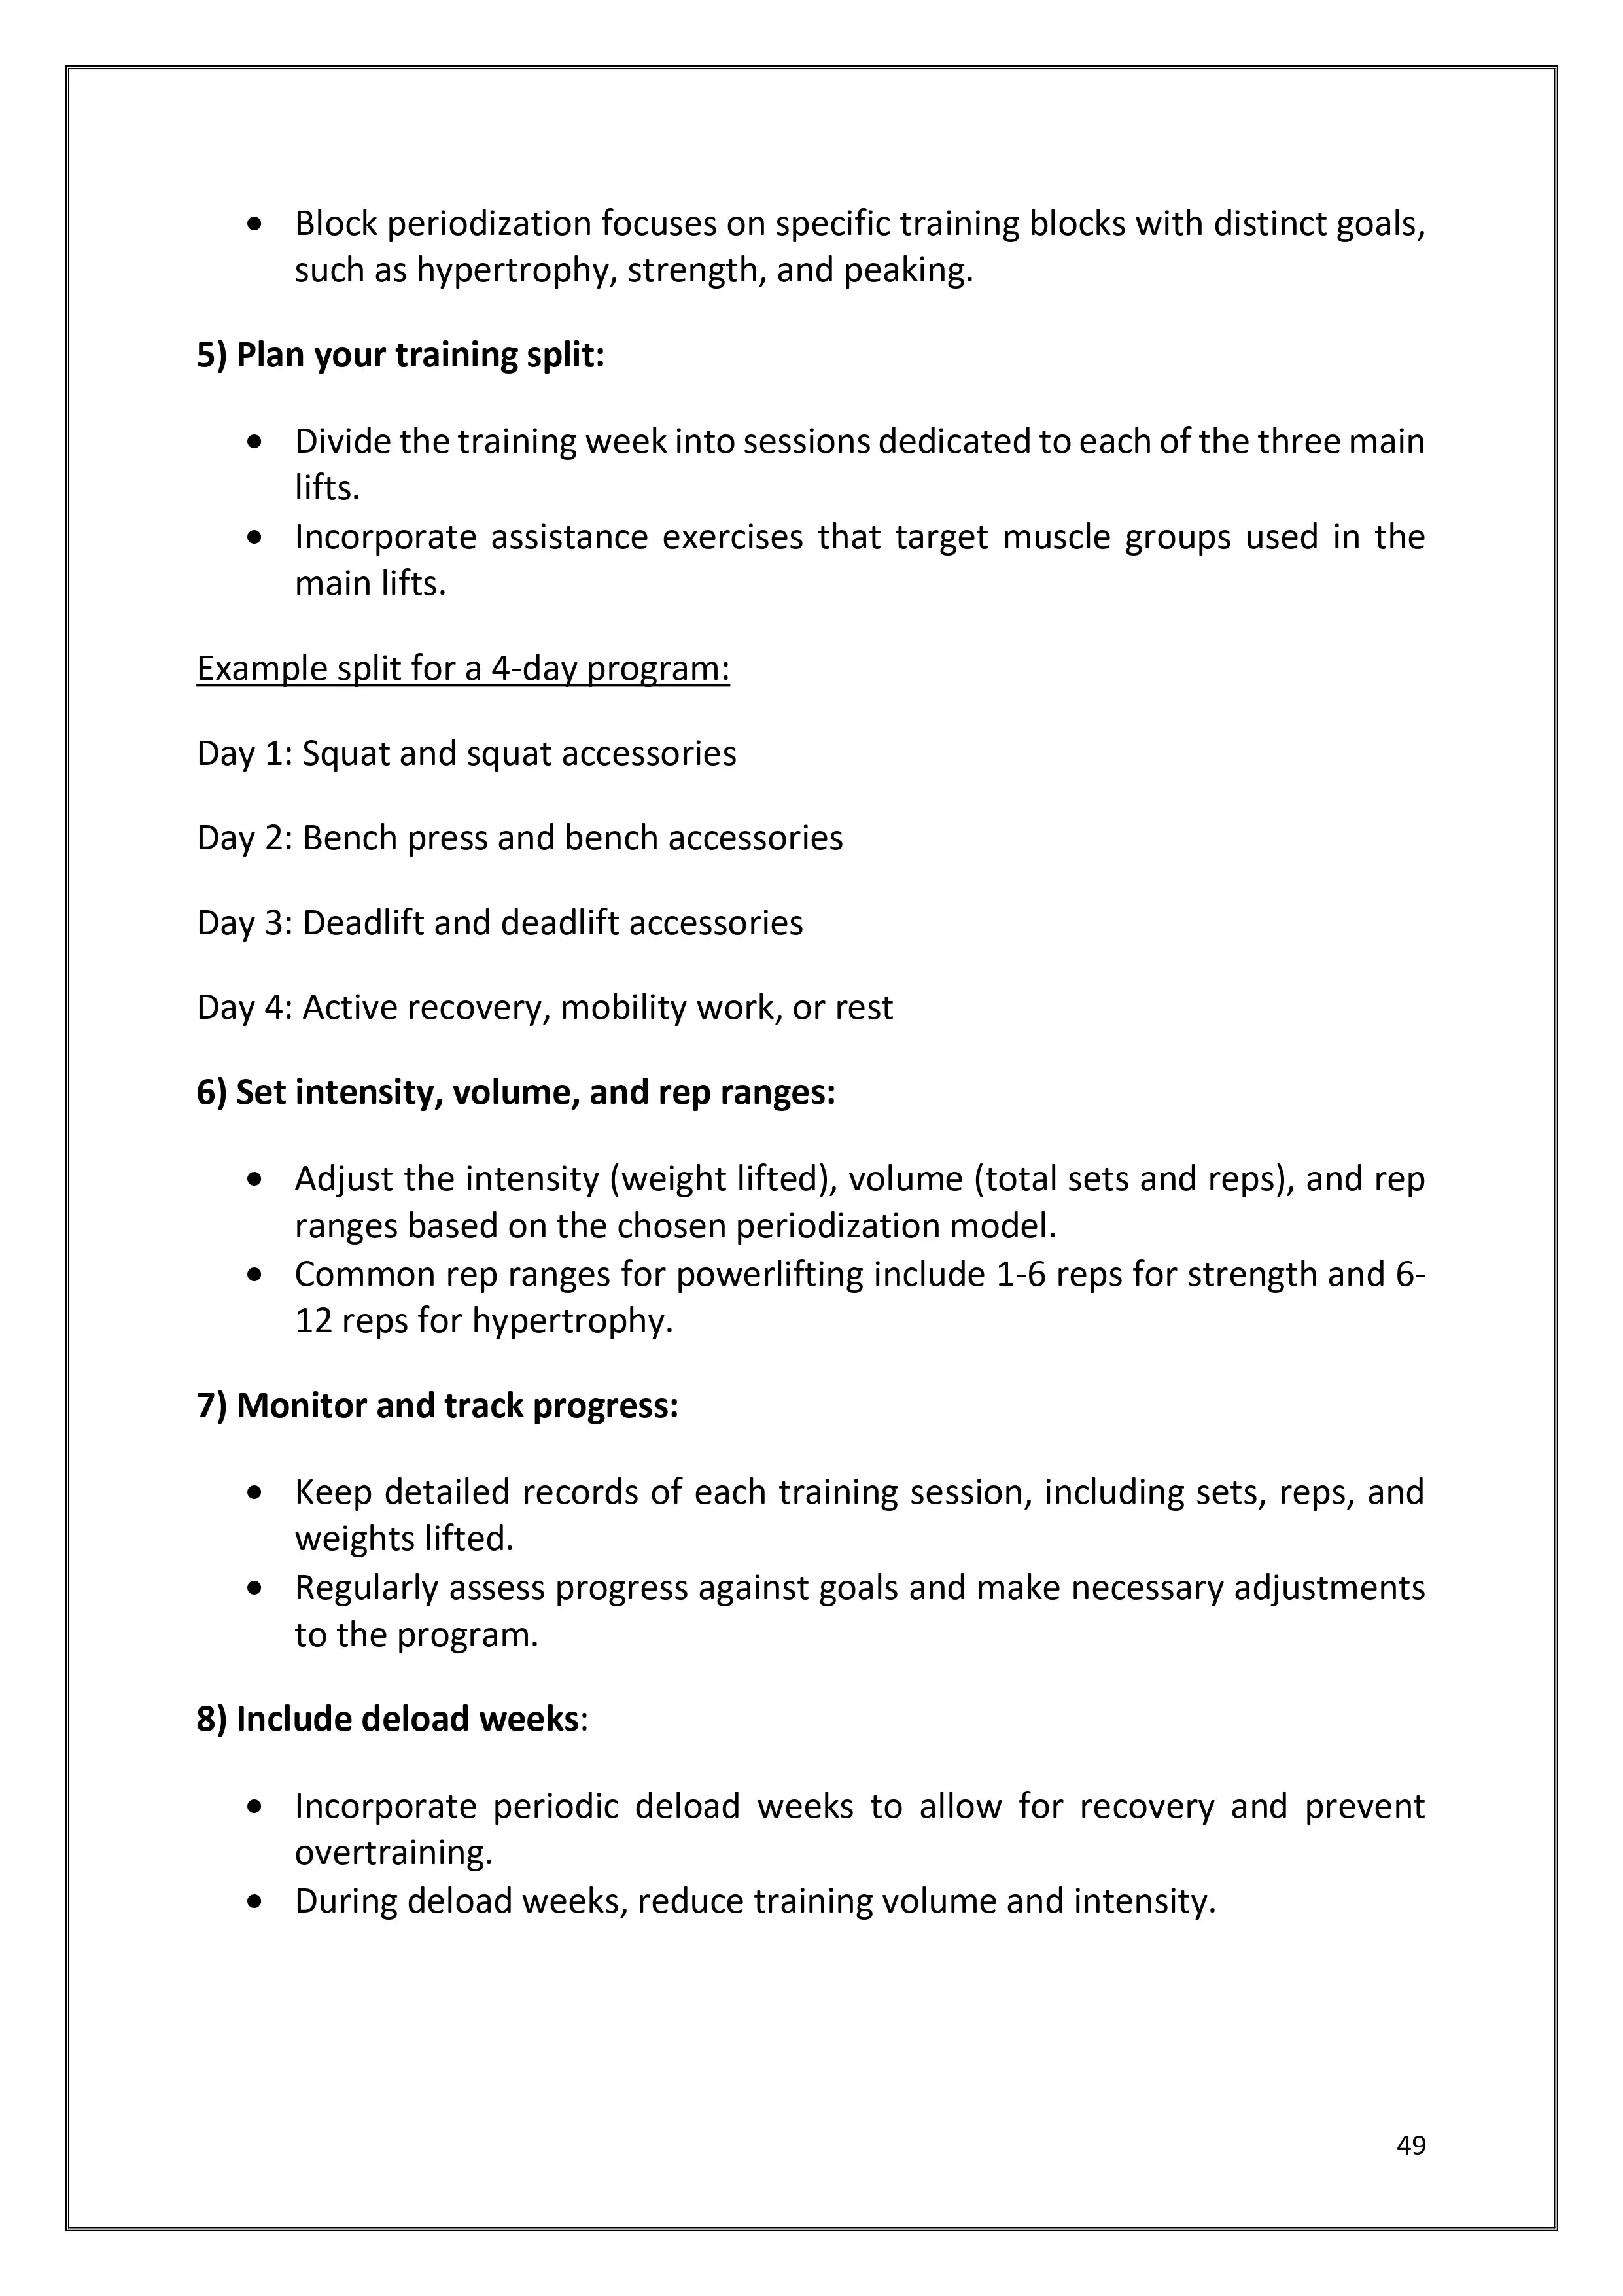 • Block periodization focuses on specific training blocks with distinct goals,
such as hypertrophy, strength, and peaking.
5) Plan your training split:
• Divide the training week into sessions dedicated to each of the three main
lifts.
• Incorporate assistance exercises that target muscle groups used in the
main lifts.
Example split for a 4-day program:
Day 1: Squat and squat accessories
Day 2: Bench press and bench accessories
Day 3: Deadlift and deadlift accessories
Day 4: Active recovery, mobility work, or rest
6) Set intensity, volume, and rep ranges:
• Adjust the intensity (weight lifted), volume (total sets and reps), and rep
ranges based on the chosen periodization model.
• Common rep ranges for powerlifting include 1-6 reps for strength and 6-
12 reps for hypertrophy.
7) Monitor and track progress:
• Keep detailed records of each training session, including sets, reps, and
weights lifted.
• Regularly assess progress against goals and make necessary adjustments
to the program.
8) Include deload weeks:
• Incorporate periodic deload weeks to allow for recovery and prevent
overtraining.
• During deload weeks, reduce training volume and intensity.
49